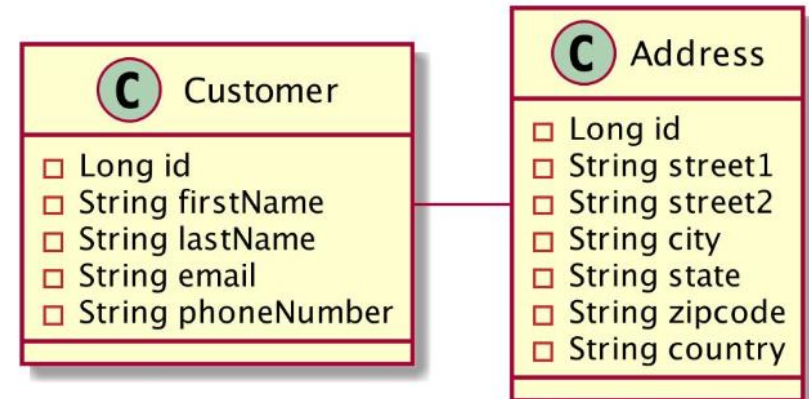 C Customer
Long id
String firstName
String lastName
String email
String phoneNumber
C Address
Long id
String street1
String street2
String city
String state
String zipcode
String country